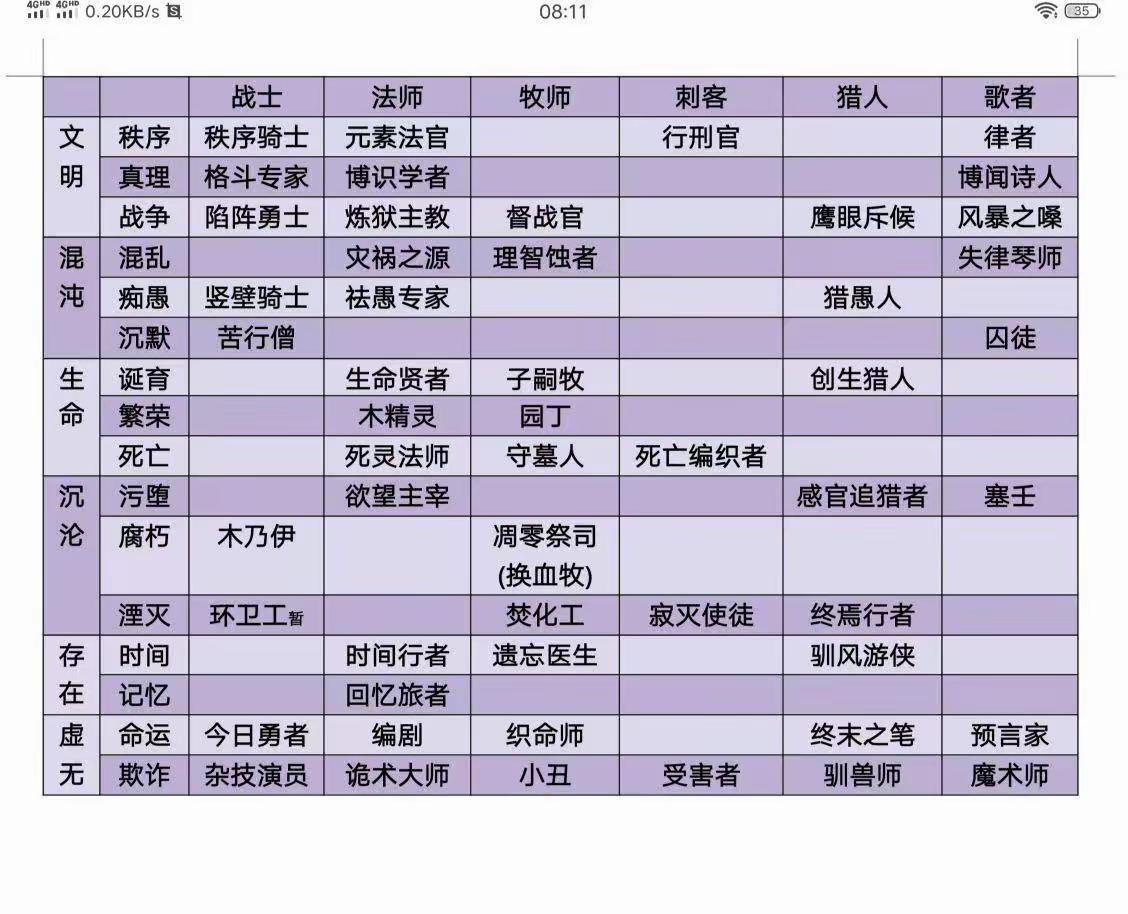 4GHD 4GHD 0.20KB/s 08:11 35
战士 法师 牧师 刺客 猎人 歌者
文明 秩序 秩序骑士 元素法官 行刑官 律者
真理 格斗专家 博识学者 博闻诗人
战争 陷阵勇士 炼狱主教 督战官 鹰眼斥候 风暴之嗓
混沌 混乱 灾祸之源 理智蚀者 失律琴师
痴愚 竖壁骑士 祛愚专家 猎愚人
沉默 苦行僧 囚徒
生命 诞育 生命贤者 子嗣牧 创生猎人
繁荣 木精灵 园丁
死亡 死灵法师 守墓人 死亡编织者
沉沦 污堕 欲望主宰 感官追猎者 塞壬
腐朽 木乃伊 凋零祭司
(换血牧)
湮灭 环卫工暂 焚化工 寂灭使徒 终焉行者
存在 时间 时间行者 遗忘医生 驯风游侠
记忆 回忆旅者
虚无 命运 今日勇者 编剧 织命师 终末之笔 预言家
欺诈 杂技演员 诡术大师 小丑 受害者 驯兽师 魔术师